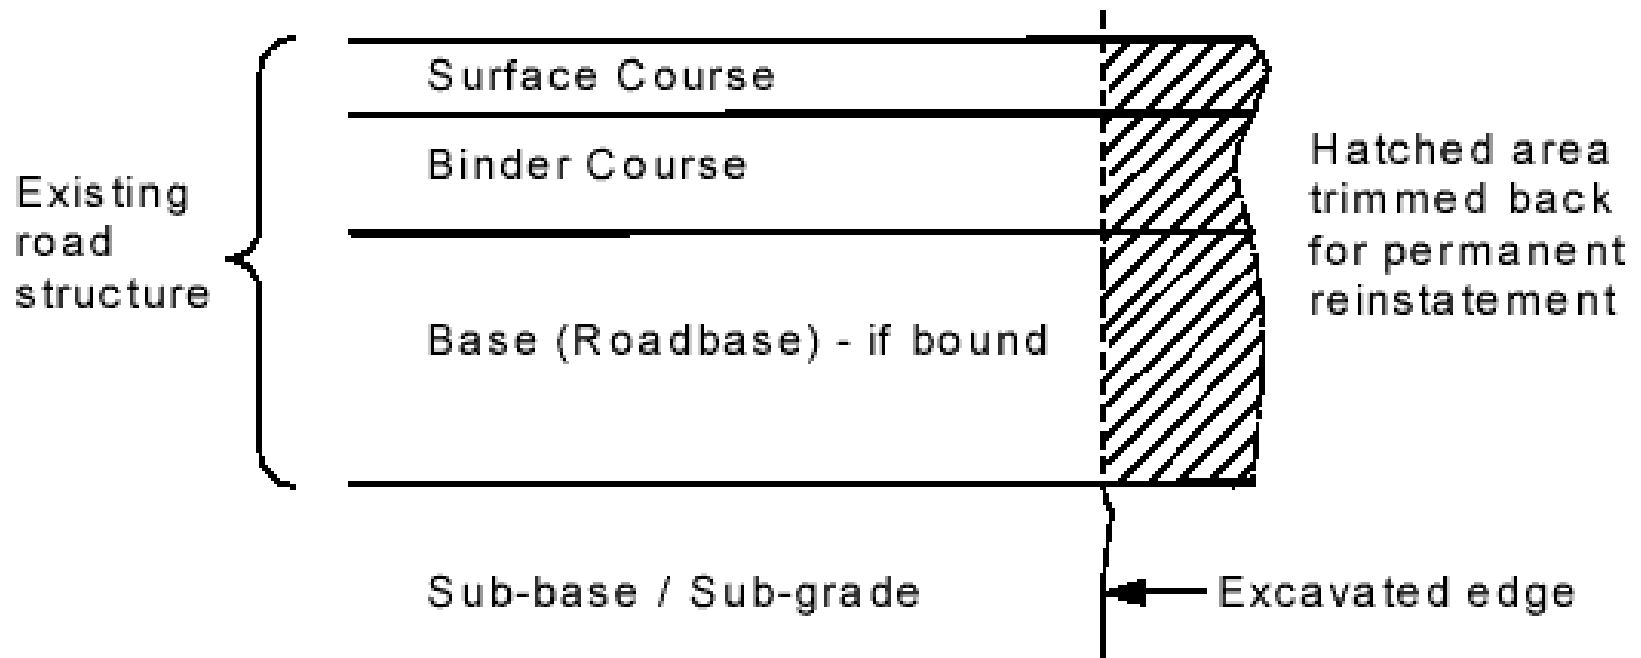 Surface Course
Binder Course
Existing
road
structure
Hatched area
trimmed back
for permanent
reinstatement
Base (Roadbase) - if bound
Sub-base / Sub-grade
Excavated edge